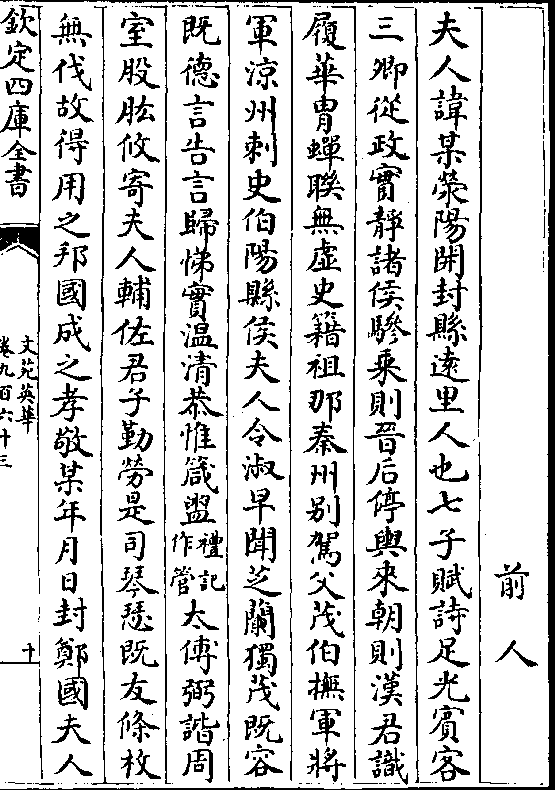 前人
夫人諱某滎陽開封縣遠里人也七子賦詩足光賓客
三卿從政實靜諸侯驂乘則晉后停輿來朝則漢君識
履華胄蟬聯無虛史籍祖那秦州别駕父茂伯撫軍將
軍涼州刺史伯陽縣侯夫人令淑早聞芝蘭獨茂既容
既德言告言歸悌實溫清恭惟箴盥禮記作管太傅弼諧周
室股肱攸寄夫人輔佐君子勤勞是司琴瑟既友條枚
無伐故得用之邦國成之孝敬某年月日封鄭國夫人
欽定四庫全書
文苑英華
卷九百六十三
十